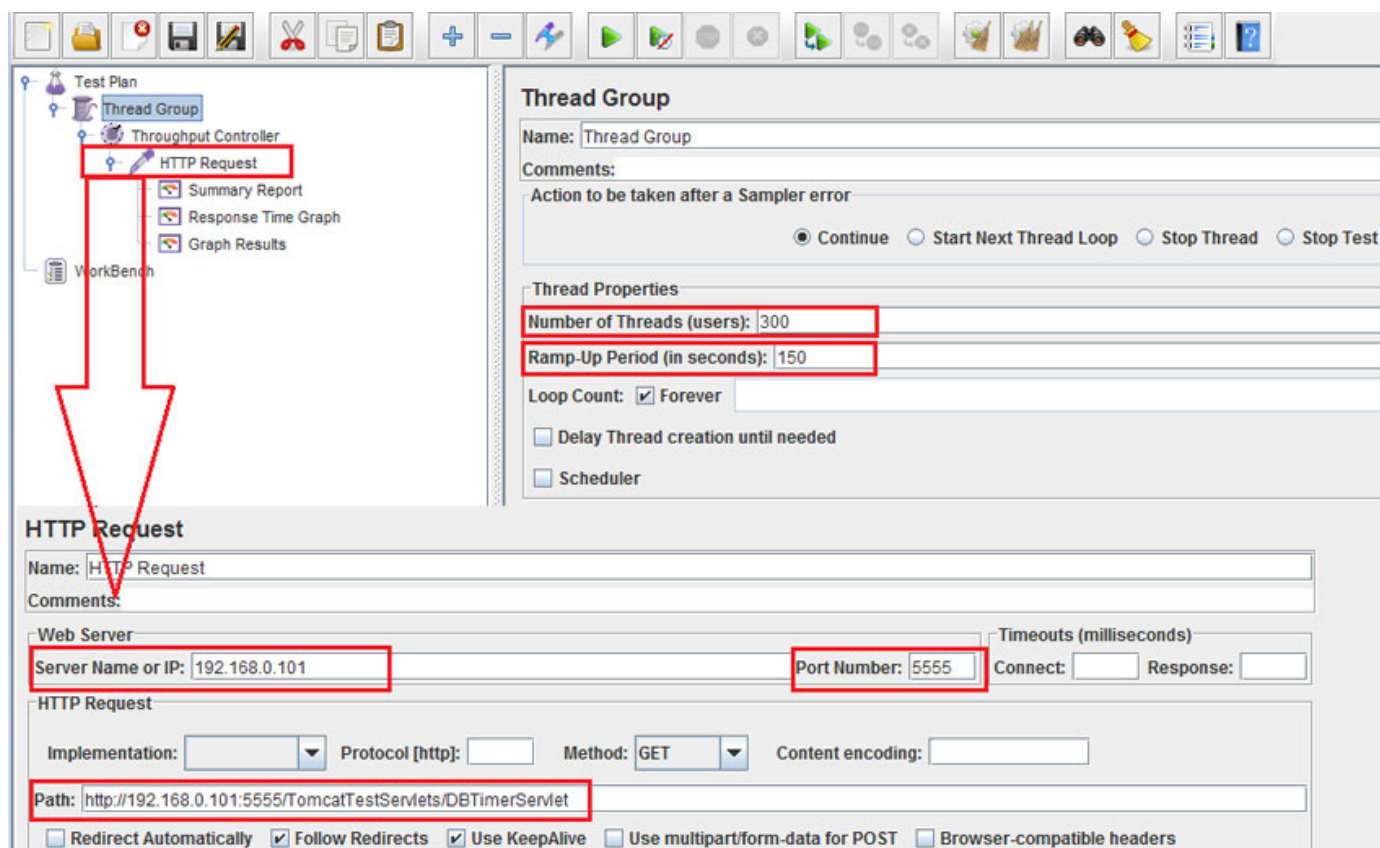 Test Plan
Thread Group
Throughput Controller
HTTP Request
Summary Report
Response Time Graph
Graph Results
WorkBench
Thread Group
Name: Thread Group
Comments:
Action to be taken after a Sampler error
Continue Start Next Thread Loop Stop Thread Stop Test
Thread Properties
Number of Threads (users): 300
Ramp-Up Period (in seconds): 150
Loop Count: Forever
Delay Thread creation until needed
Scheduler
HTTP Request
Name: HTTP Request
Comments:
Web Server
Timeouts (milliseconds)
Server Name or IP: 192.168.0.101 Port Number: 5555 Connect: Response:
HTTP Request
Implementation: Protocol [http]: Method: GET Content encoding:
Path: http://192.168.0.101:5555/TomcatTestServlets/DBTimerServlet
Redirect Automatically Follow Redirects Use KeepAlive Use multipart/form-data for POST Browser-compatible headers